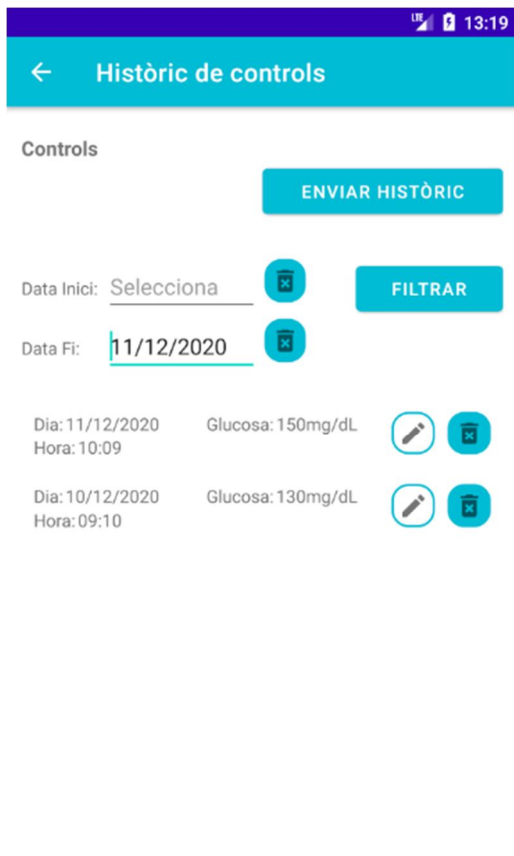 LTE 13:19
Històric de controls
Controls
ENVIAR HISTÒRIC
Data Inici: Selecciona
FILTRAR
Data Fi: 11/12/2020
Dia: 11/12/2020 Glucosa: 150mg/dL
Hora: 10:09
Dia: 10/12/2020 Glucosa: 130mg/dL
Hora: 09:10